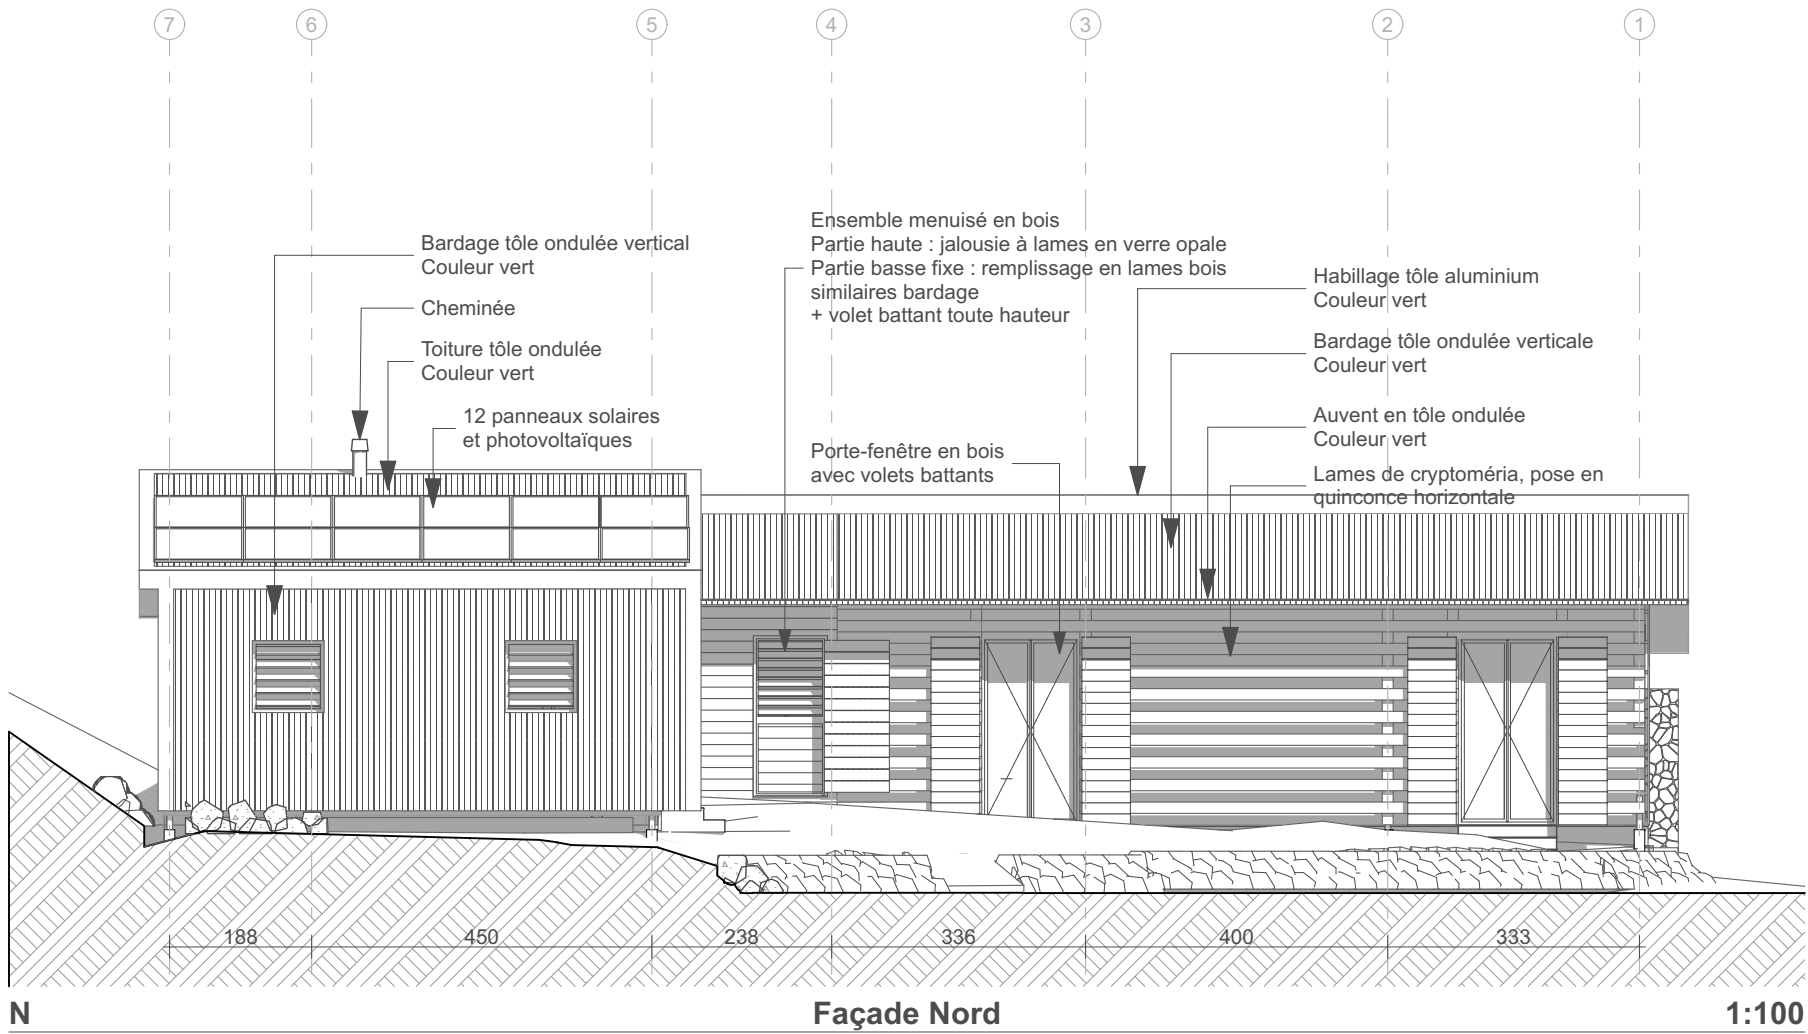 7 6 5 4 3 2 1
Bardage tôle ondulée vertical
Couleur vert
Cheminée
Toiture tôle ondulée
Couleur vert
12 panneaux solaires
et photovoltaïques
Ensemble menuisé en bois
Partie haute : jalousie à lames en verre opale
Partie basse fixe : remplissage en lames bois
similaires bardage
+ volet battant toute hauteur
Porte-fenêtre en bois
avec volets battants
Habillage tôle aluminium
Couleur vert
Bardage tôle ondulée verticale
Couleur vert
Auvent en tôle ondulée
Couleur vert
Lames de cryptoméria, pose en
quinconce horizontale
188 450 238 336 400 333
N Façade Nord 1:100